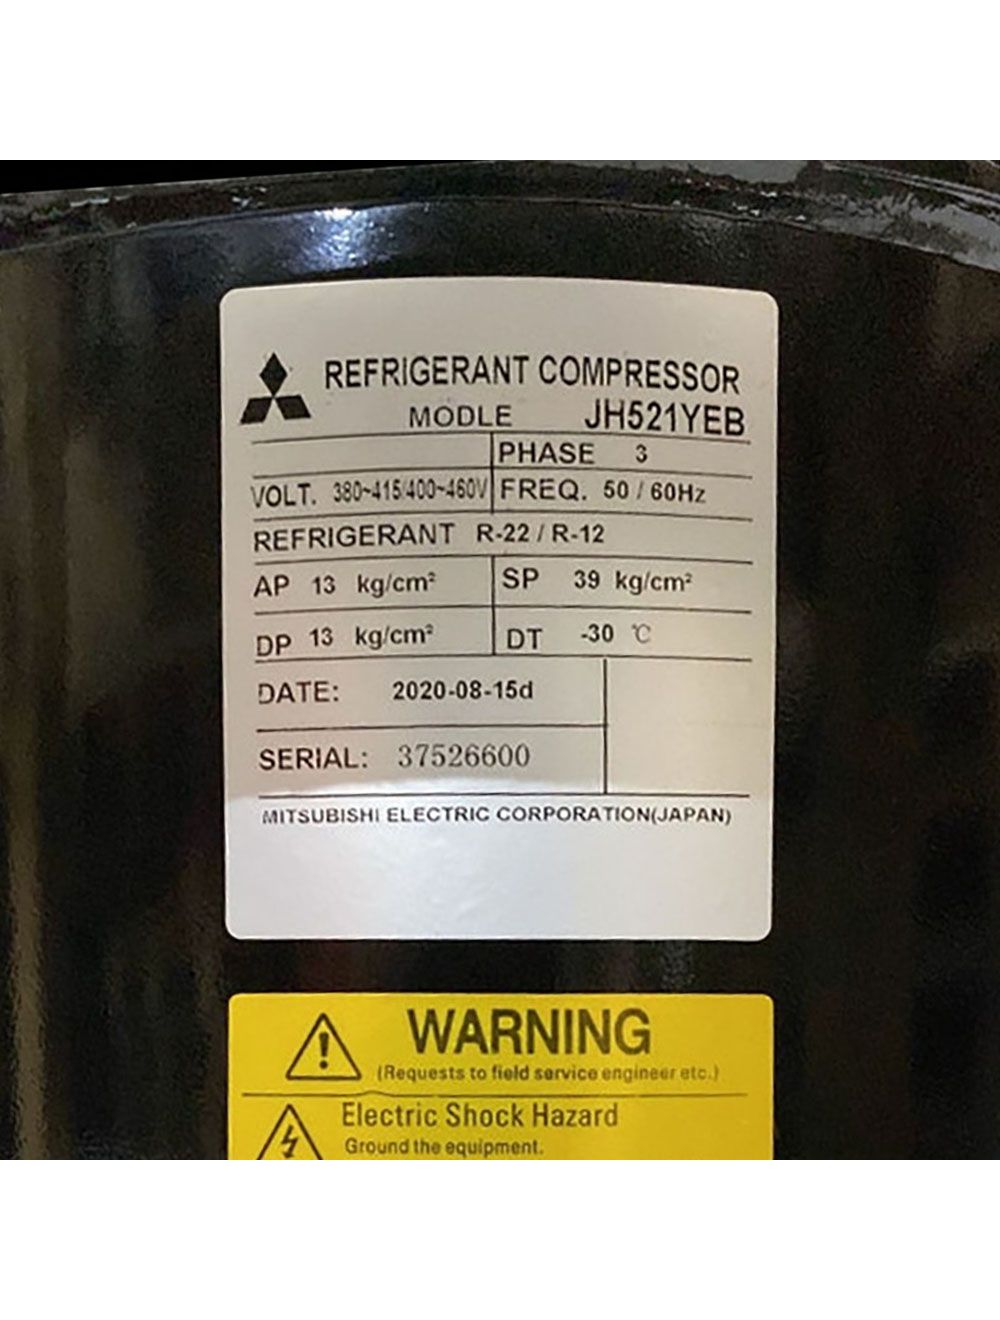 REFRIGERANT COMPRESSOR
MODLE JH521YEB
PHASE 3
VOLT. 380~415/400~460V FREQ. 50 / 60Hz
REFRIGERANT R-22 / R-12
AP 13 kg/cm² SP 39 kg/cm²
DP 13 kg/cm² DT -30 ℃
DATE: 2020-08-15d
SERIAL: 37526600
MITSUBISHI ELECTRIC CORPORATION(JAPAN)
WARNING
(Requests to field service engineer etc.)
Electric Shock Hazard
Ground the equipment.